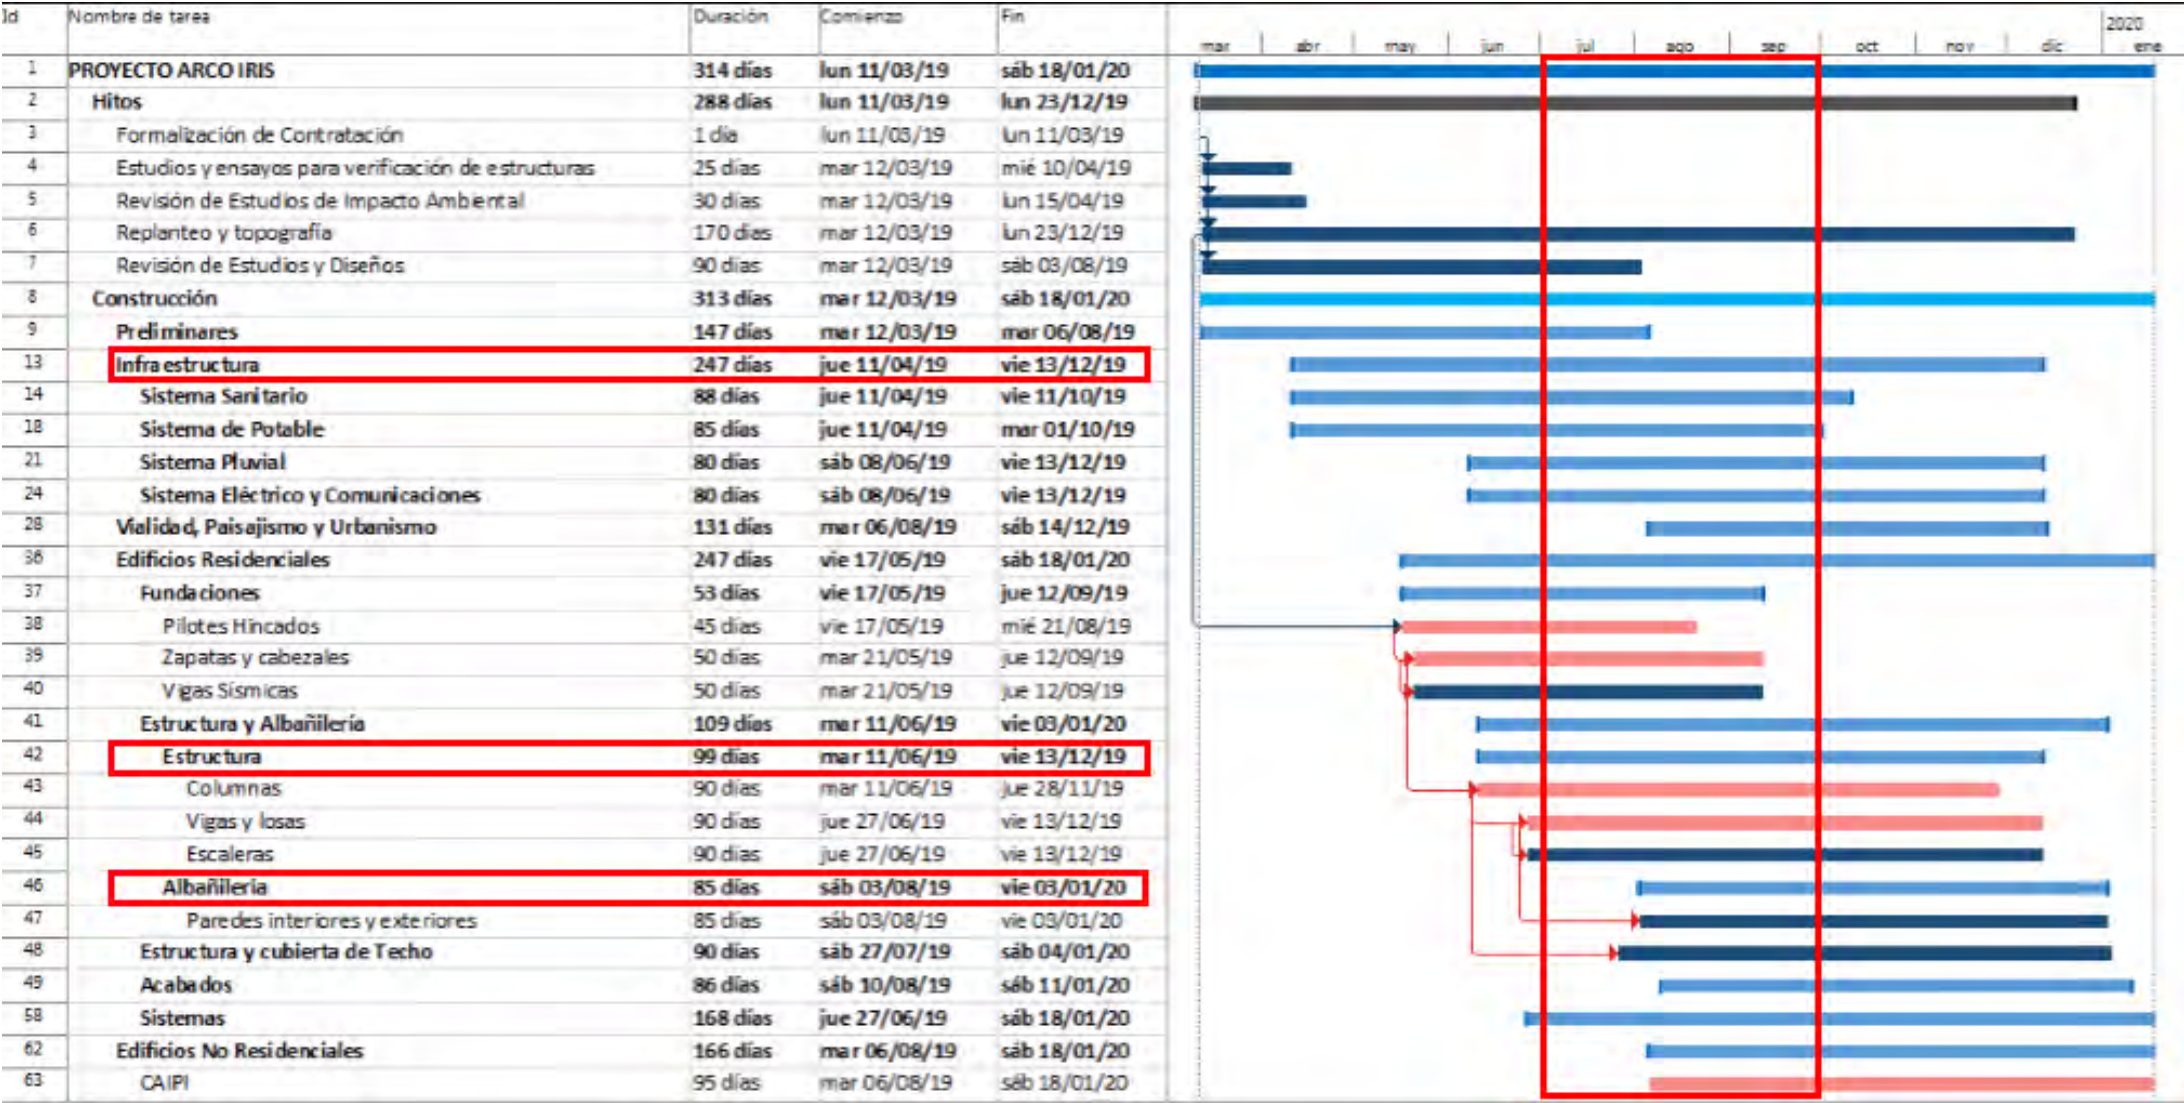 Id Nombre de tarea Duración Comienzo Fin 2020
mar abr may jun jul ago sep oct nov dic ene
1 PROYECTO ARCO IRIS 314 días lun 11/03/19 sáb 18/01/20
2 Hitos 288 días lun 11/03/19 lun 23/12/19
3 Formalización de Contratación 1 día lun 11/03/19 lun 11/03/19
4 Estudios y ensayos para verificación de estructuras 25 días mar 12/03/19 mié 10/04/19
5 Revisión de Estudios de Impacto Ambiental 30 días mar 12/03/19 lun 15/04/19
6 Replanteo y topografía 170 días mar 12/03/19 lun 23/12/19
7 Revisión de Estudios y Diseños 90 días mar 12/03/19 sáb 03/08/19
8 Construcción 313 días mar 12/03/19 sáb 18/01/20
9 Preliminares 147 días mar 12/03/19 mar 06/08/19
13 Infraestructura 247 días jue 11/04/19 vie 13/12/19
14 Sistema Sanitario 88 días jue 11/04/19 vie 11/10/19
18 Sistema de Potable 85 días jue 11/04/19 mar 01/10/19
21 Sistema Pluvial 80 días sáb 08/06/19 vie 13/12/19
24 Sistema Eléctrico y Comunicaciones 80 días sáb 08/06/19 vie 13/12/19
28 Vialidad, Paisajismo y Urbanismo 131 días mar 06/08/19 sáb 14/12/19
36 Edificios Residenciales 247 días vie 17/05/19 sáb 18/01/20
37 Fundaciones 53 días vie 17/05/19 jue 12/09/19
38 Pilotes Hincados 45 días vie 17/05/19 mié 21/08/19
39 Zapatas y cabezales 50 días mar 21/05/19 jue 12/09/19
40 Vigas Sísmicas 50 días mar 21/05/19 jue 12/09/19
41 Estructura y Albañilería 109 días mar 11/06/19 vie 03/01/20
42 Estructura 99 días mar 11/06/19 vie 13/12/19
43 Columnas 90 días mar 11/06/19 jue 28/11/19
44 Vigas y losas 90 días jue 27/06/19 vie 13/12/19
45 Escaleras 90 días jue 27/06/19 vie 13/12/19
46 Albañilería 85 días sáb 03/08/19 vie 03/01/20
47 Paredes interiores y exteriores 85 días sáb 03/08/19 vie 03/01/20
48 Estructura y cubierta de Techo 90 días sáb 27/07/19 sáb 04/01/20
49 Acabados 86 días sáb 10/08/19 sáb 11/01/20
58 Sistemas 168 días jue 27/06/19 sáb 18/01/20
62 Edificios No Residenciales 166 días mar 06/08/19 sáb 18/01/20
63 CAIPI 95 días mar 06/08/19 sáb 18/01/20